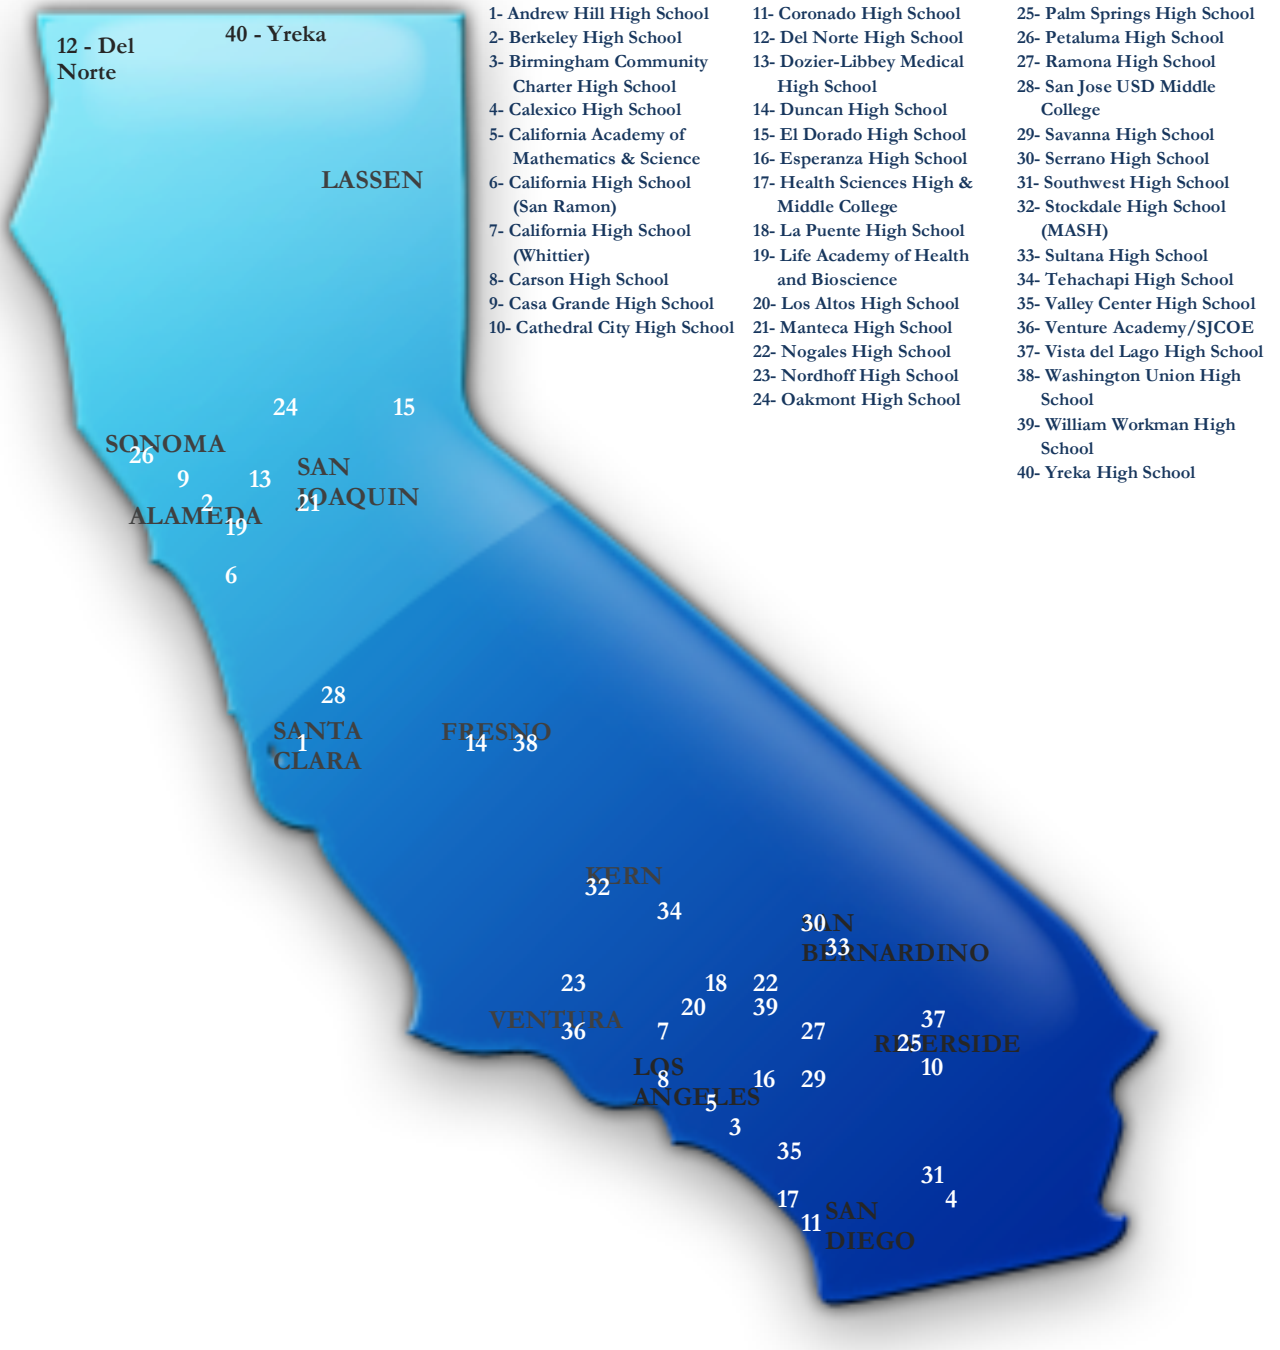 1- Andrew Hill High School
2- Berkeley High School
3- Birmingham Community
Charter High School
4- Calexico High School
5- California Academy of
Mathematics & Science
6- California High School
(San Ramon)
7- California High School
(Whittier)
8- Carson High School
9- Casa Grande High School
10- Cathedral City High School
11- Coronado High School
12- Del Norte High School
13- Dozier-Libbey Medical
High School
14- Duncan High School
15- El Dorado High School
16- Esperanza High School
17- Health Sciences High &
Middle College
18- La Puente High School
19- Life Academy of Health
and Bioscience
20- Los Altos High School
21- Manteca High School
22- Nogales High School
23- Nordhoff High School
24- Oakmont High School
25- Palm Springs High School
26- Petaluma High School
27- Ramona High School
28- San Jose USD Middle
College
29- Savanna High School
30- Serrano High School
31- Southwest High School
32- Stockdale High School
(MASH)
33- Sultana High School
34- Tehachapi High School
35- Valley Center High School
36- Venture Academy/SJCOE
37- Vista del Lago High School
38- Washington Union High
School
39- William Workman High
School
40- Yreka High School
12 - Del
Norte
40 - Yreka
LASSEN
24
15
SONOMA
26
SAN
JOAQUIN
9
13
2
21
ALAMEDA
19
6
28
SANTA
CLARA
1
FRESNO
14
38
KERN
32
34
30
SAN
BERNARDINO
33
23
18
22
20
39
VENTURA
36
7
27
37
RIVERSIDE
25
10
LOS
ANGELES
8
16
29
5
3
35
31
17
4
11
SAN
DIEGO